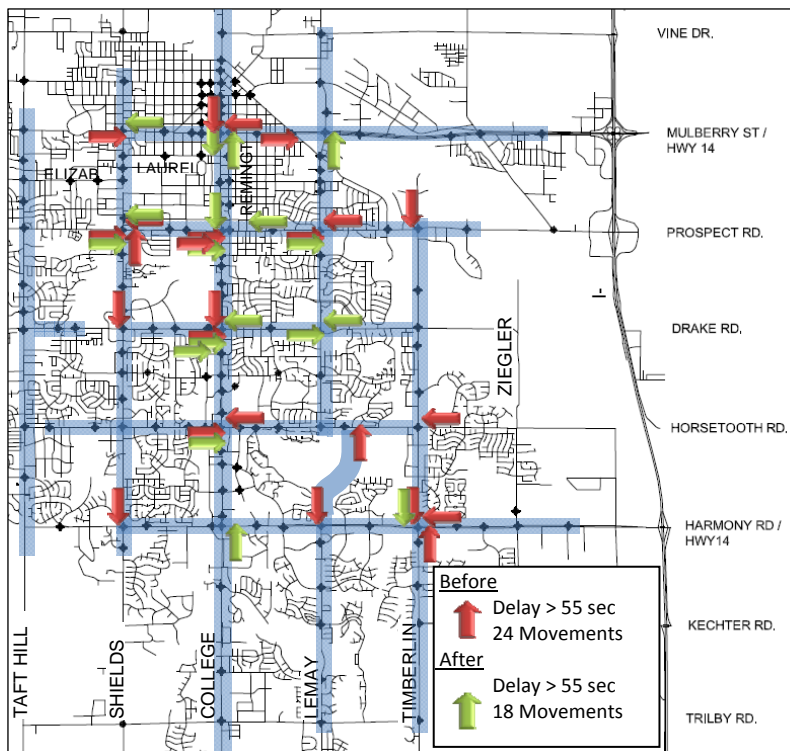 VINE DR.
MULBERRY ST /
HWY 14
ELIZAB
LAUREL
REMINGT
PROSPECT RD.
I-
DRAKE RD.
ZIEGLER
HORSETOOTH RD.
HARMONY RD /
HWY14
KECHTER RD.
TRILBY RD.
TAFT HILL
SHIELDS
COLLEGE
LEMAY
TIMBERLIN
Before
Delay > 55 sec
24 Movements
After
Delay > 55 sec
18 Movements